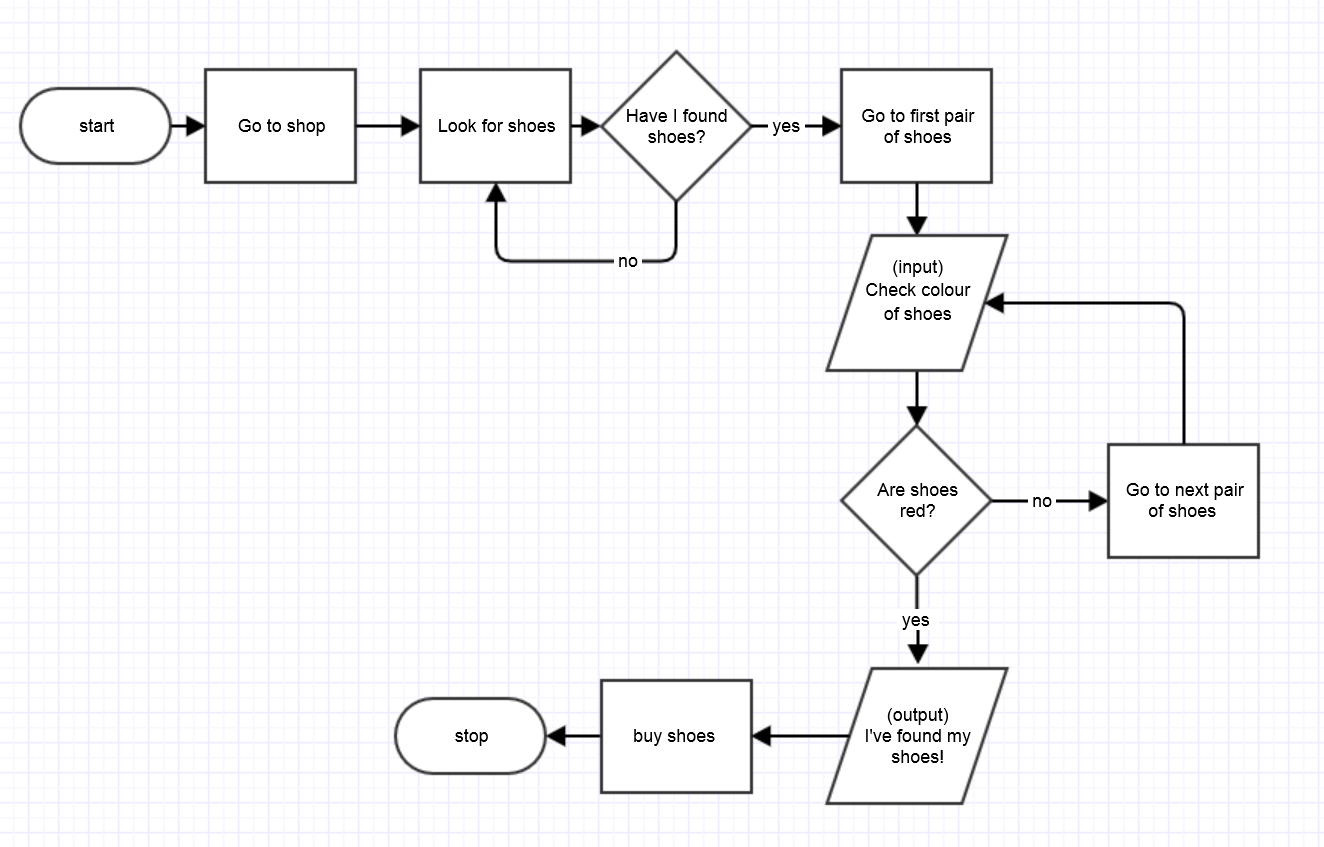 start
Go to shop
Look for shoes
Have I found
shoes?
yes
no
Go to first pair
of shoes
(input)
Check colour
of shoes
Are shoes
red?
no
Go to next pair
of shoes
yes
(output)
I've found my
shoes!
buy shoes
stop